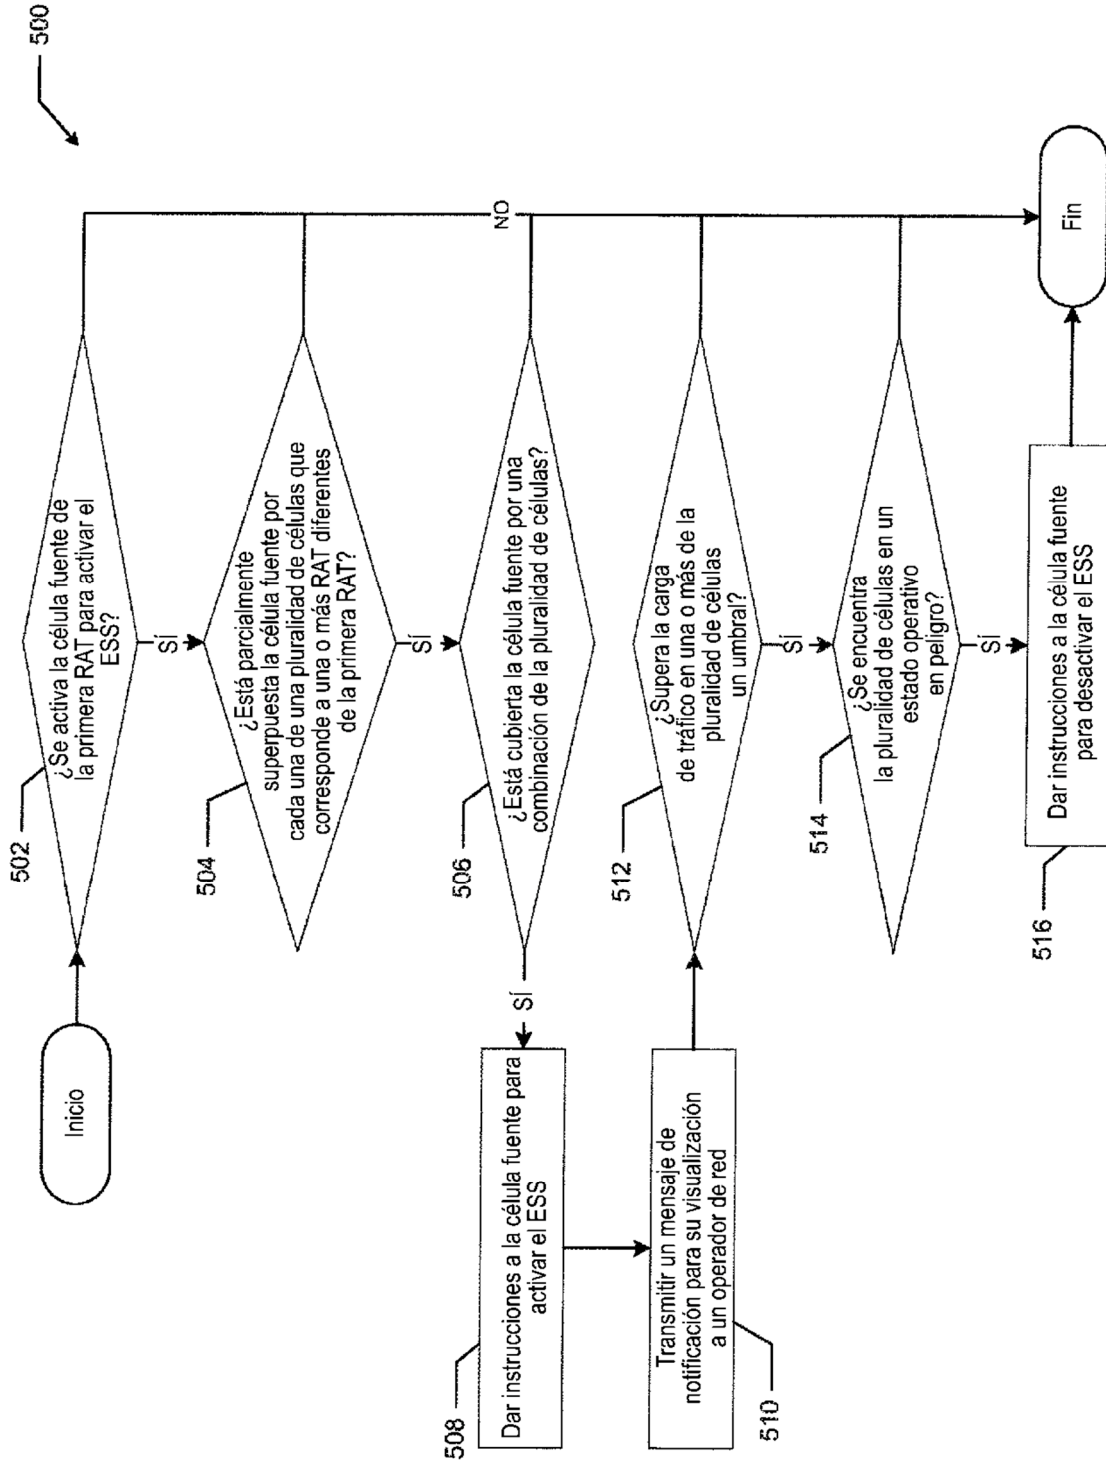 500
Inicio
502
¿Se activa la célula fuente de
la primera RAT para activar el
ESS?
SÍ
504
¿Está parcialmente
superpuesta la célula fuente por
cada una de una pluralidad de células que
corresponde a una o más RAT diferentes
de la primera RAT?
SÍ
506
¿Está cubierta la célula fuente por una
combinación de la pluralidad de células?
NO
SÍ
508
Dar instrucciones a la célula fuente para
activar el ESS
510
Transmitir un mensaje de
notificación para su visualización
a un operador de red
512
¿Supera la carga
de tráfico en una o más de la
pluralidad de células
un umbral?
SÍ
514
¿Se encuentra
la pluralidad de células en un
estado operativo
en peligro?
SÍ
516
Dar instrucciones a la célula fuente
para desactivar el ESS
Fin